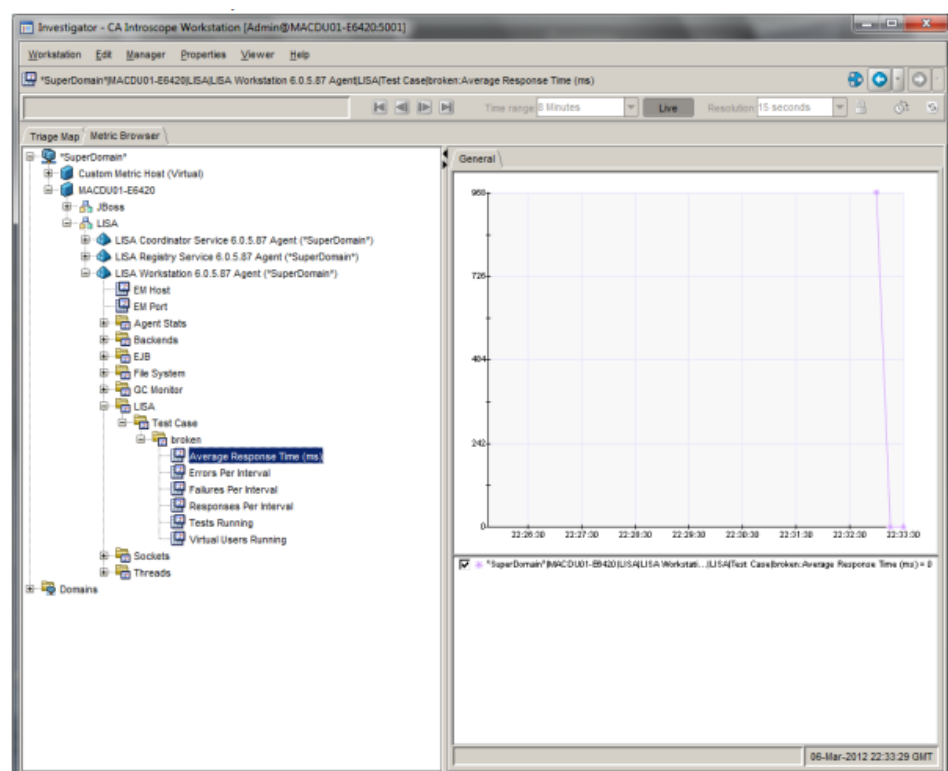 Investigator - CA Introscope Workstation [Admin@MACDU01-E6420:5001]
Workstation Edit Manager Properties Viewer Help
*SuperDomain*|MACDU01-E6420|LISA|LISA Workstation 6.0.5.87 Agent|LISA|Test Case|broken:Average Response Time (ms)
Time range: 8 Minutes Live Resolution: 15 seconds
Triage Map Metric Browser
*SuperDomain*
Custom Metric Host (Virtual)
MACDU01-E6420
JBoss
LISA
LISA Coordinator Service 6.0.5.87 Agent (*SuperDomain*)
LISA Registry Service 6.0.5.87 Agent (*SuperDomain*)
LISA Workstation 6.0.5.87 Agent (*SuperDomain*)
EM Host
EM Port
Agent Stats
Backends
EJB
File System
GC Monitor
LISA
Test Case
broken
Average Response Time (ms)
Errors Per Interval
Failures Per Interval
Responses Per Interval
Tests Running
Virtual Users Running
Sockets
Threads
Domains
General
726
484
242
0
22:26:30 22:27:30 22:28:30 22:29:30 22:30:30 22:31:30 22:32:30 22:33:30
*SuperDomain*|MACDU01-E6420|LISA|LISA Workstati...|LISA|Test Case|broken:Average Response Time (ms) = 0
06-Mar-2012 22:33:29 GMT